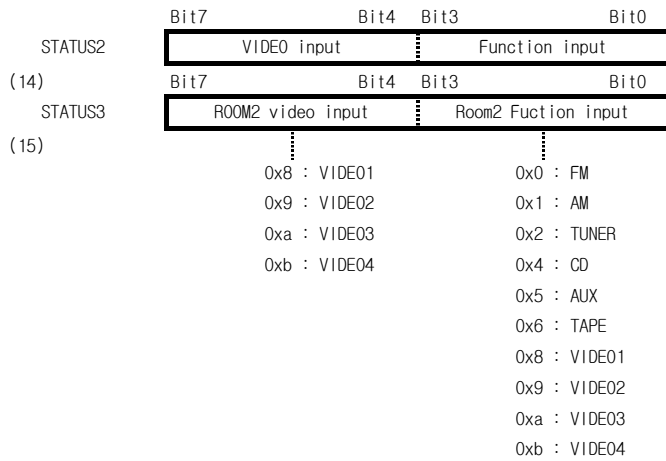 Bit7 Bit4 Bit3 Bit0
STATUS2 VIDEO input Function input
(14) Bit7 Bit4 Bit3 Bit0
STATUS3 ROOM2 video input Room2 Fuction input
(15)
0x8 : VIDEO1 0x0 : FM
0x9 : VIDEO2 0x1 : AM
0xa : VIDEO3 0x2 : TUNER
0xb : VIDEO4 0x4 : CD
0x5 : AUX
0x6 : TAPE
0x8 : VIDEO1
0x9 : VIDEO2
0xa : VIDEO3
0xb : VIDEO4